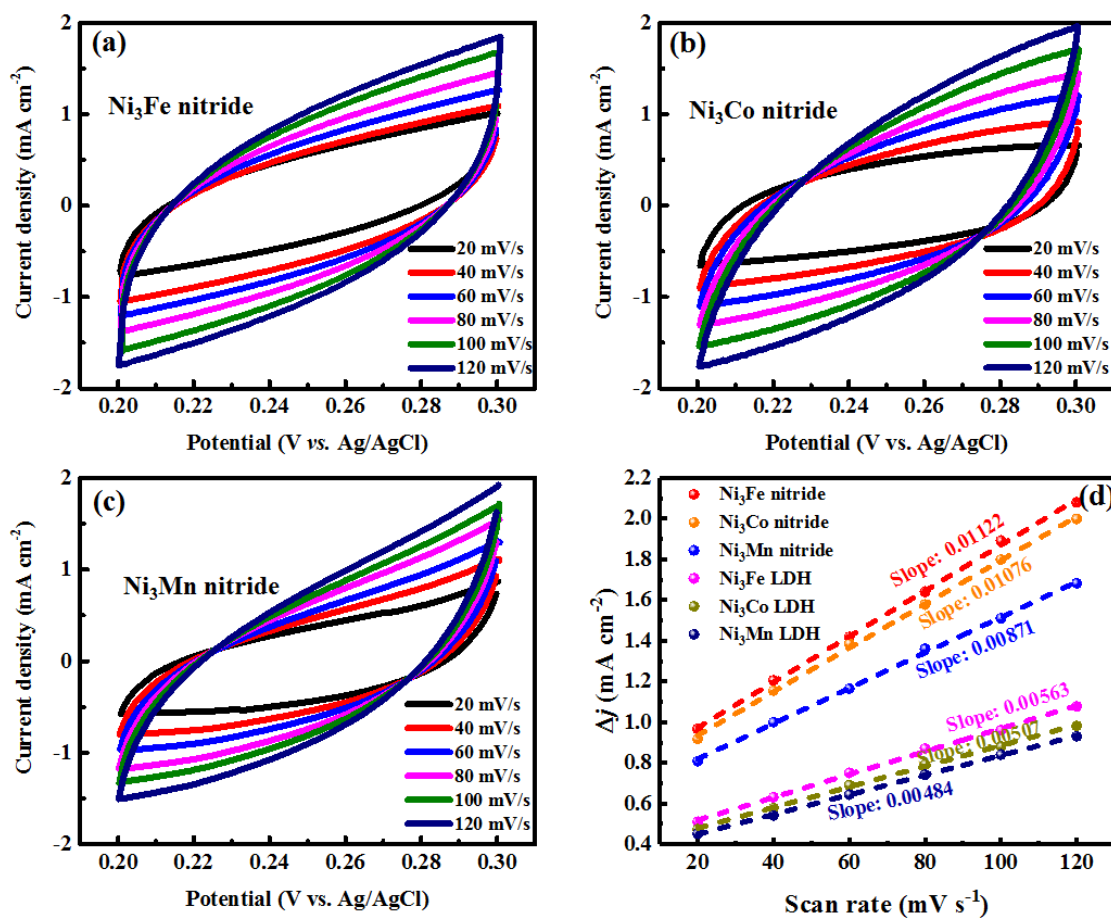 (a)
Ni₃Fe nitride
2
1
0
-1
-2
Current density (mA cm⁻²)
20 mV/s
40 mV/s
60 mV/s
80 mV/s
100 mV/s
120 mV/s
0.20 0.22 0.24 0.26 0.28 0.30
Potential (V vs. Ag/AgCl)
(b)
Ni₃Co nitride
2
1
0
-1
-2
Current density (mA cm⁻²)
20 mV/s
40 mV/s
60 mV/s
80 mV/s
100 mV/s
120 mV/s
0.20 0.22 0.24 0.26 0.28 0.30
Potential (V vs. Ag/AgCl)
(c)
Ni₃Mn nitride
2
1
0
-1
-2
Current density (mA cm⁻²)
20 mV/s
40 mV/s
60 mV/s
80 mV/s
100 mV/s
120 mV/s
0.20 0.22 0.24 0.26 0.28 0.30
Potential (V vs. Ag/AgCl)
(d)
Ni₃Fe nitride
Ni₃Co nitride
Ni₃Mn nitride
Ni₃Fe LDH
Ni₃Co LDH
Ni₃Mn LDH
Slope: 0.01122
Slope: 0.01076
Slope: 0.00871
Slope: 0.00563
Slope: 0.00507
Slope: 0.00484
2.2
2.0
1.8
1.6
1.4
1.2
1.0
0.8
0.6
0.4
Δj (mA cm⁻²)
20 40 60 80 100 120
Scan rate (mV s⁻¹)